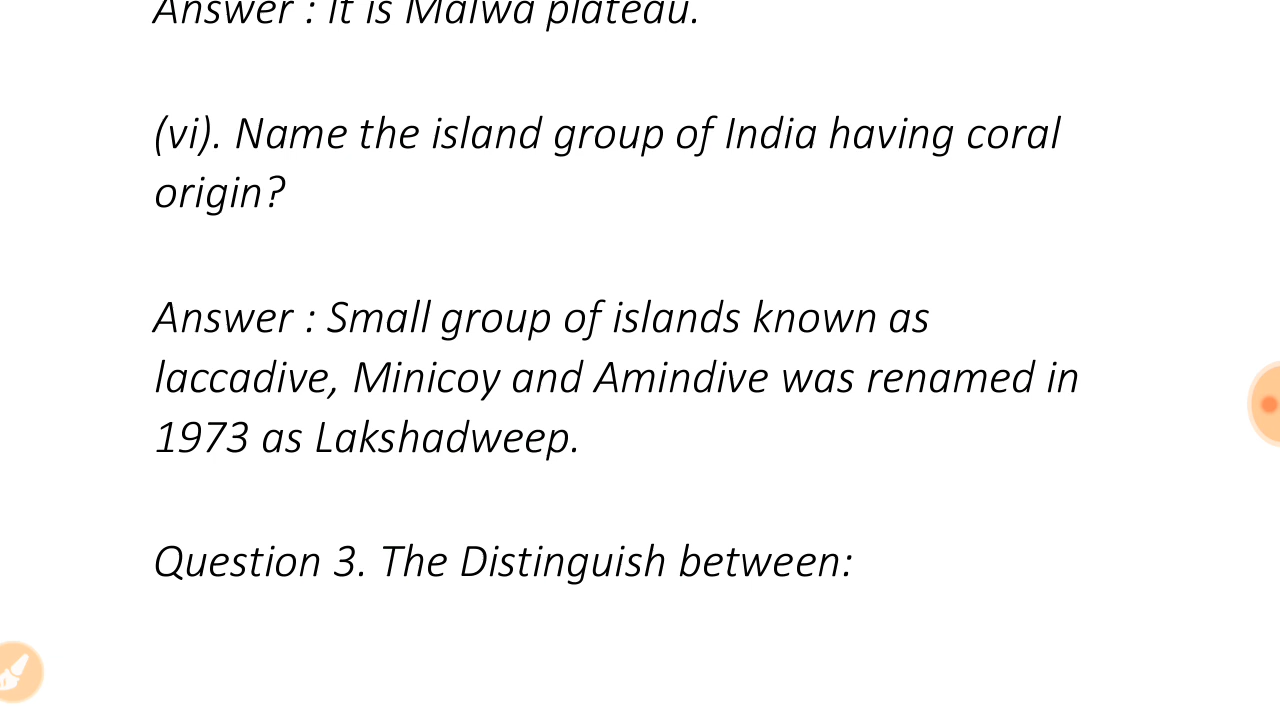 Answer : It is Malwa plateau.
(vi). Name the island group of India having coral
origin?
Answer : Small group of islands known as
laccadive, Minicoy and Amindive was renamed in
1973 as Lakshadweep.
Question 3. The Distinguish between: